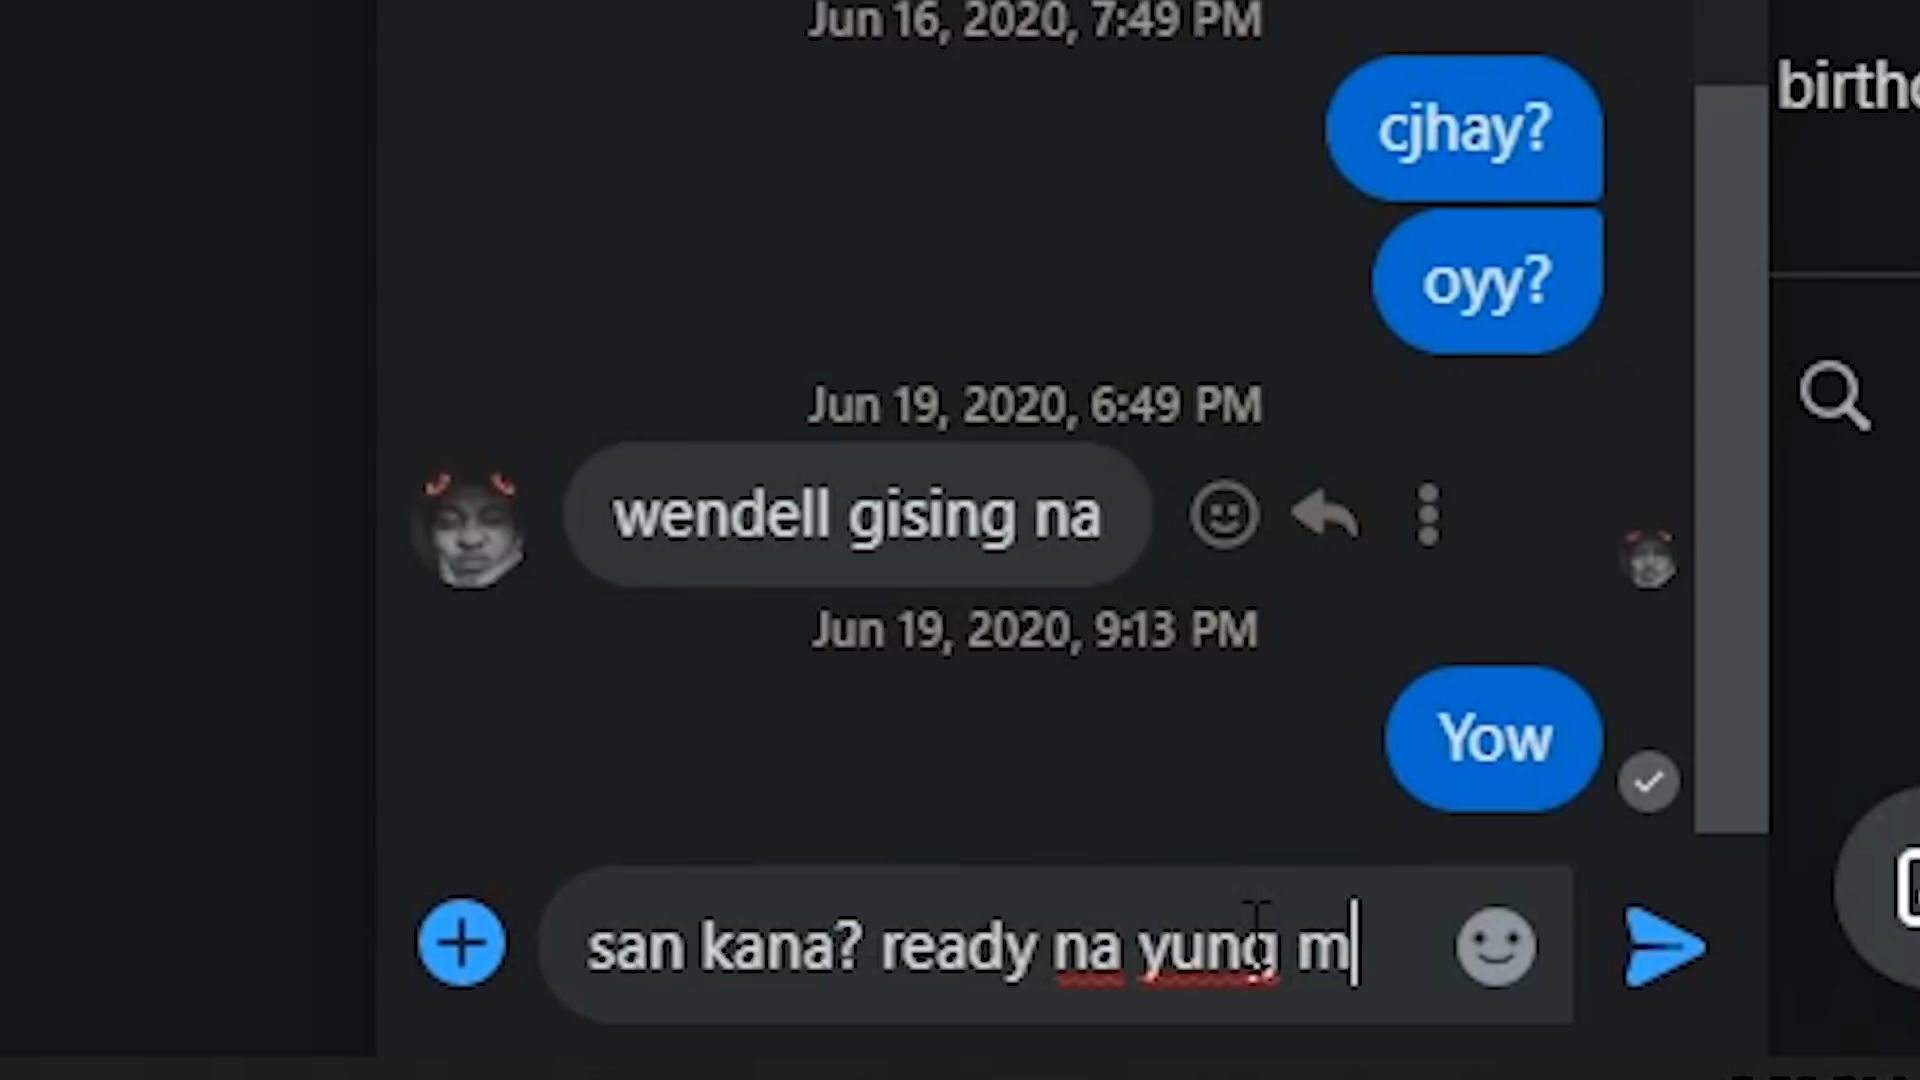 Jun 16, 2020, 7:49 PM
cjhay?
oyy?
Jun 19, 2020, 6:49 PM
wendell gising na
Jun 19, 2020, 9:13 PM
Yow
san kana? ready na yung m